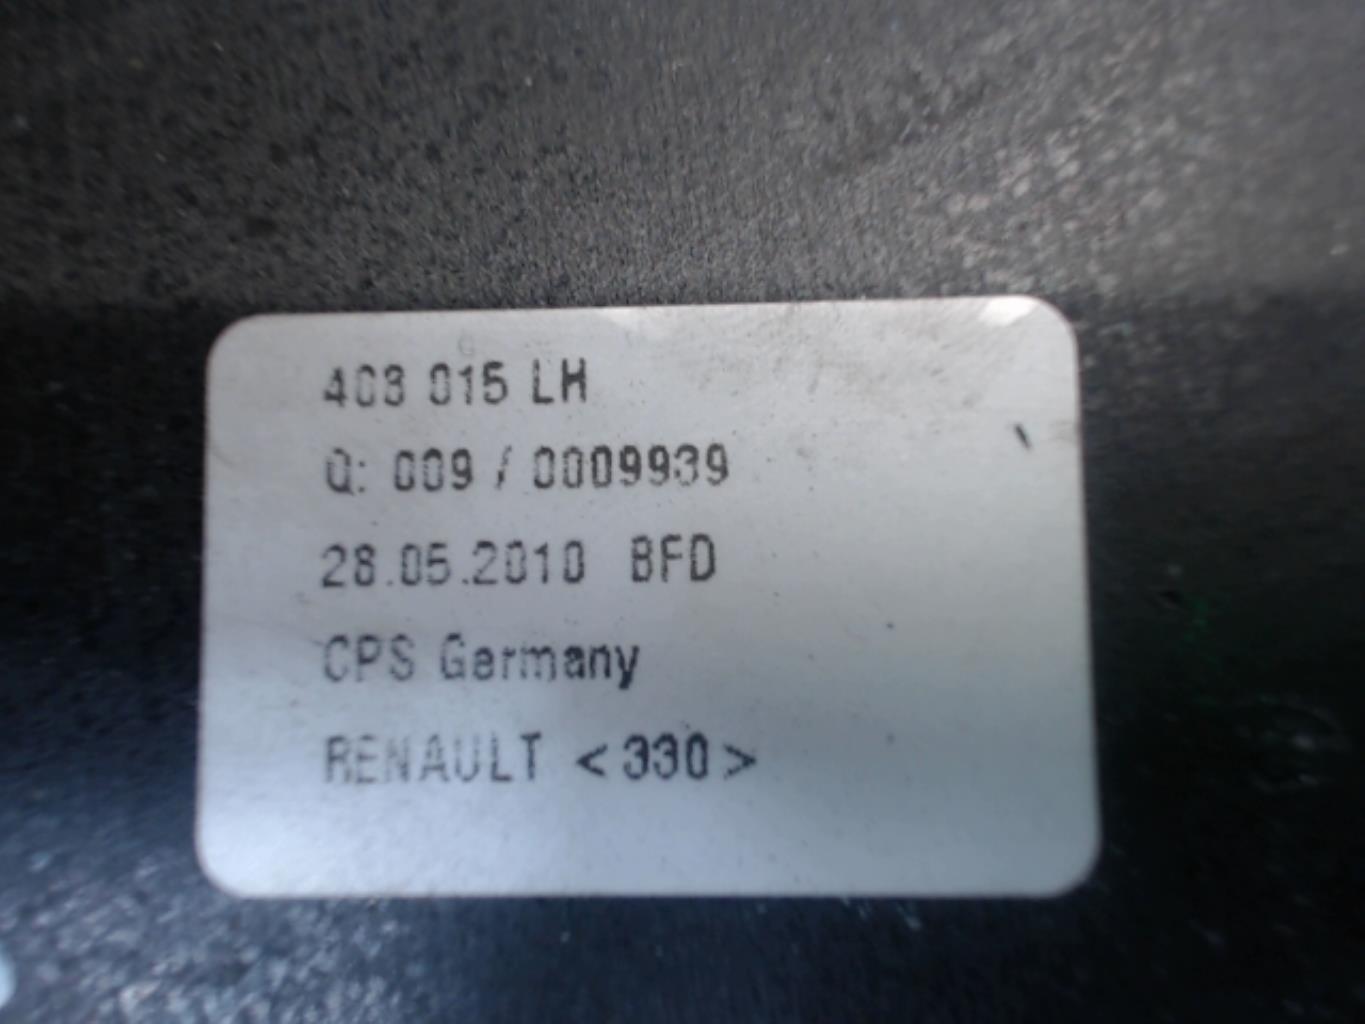 403 015 LH
Q: 009 / 0009939
28.05.2010 BFD
CPS Germany
RENAULT <330>